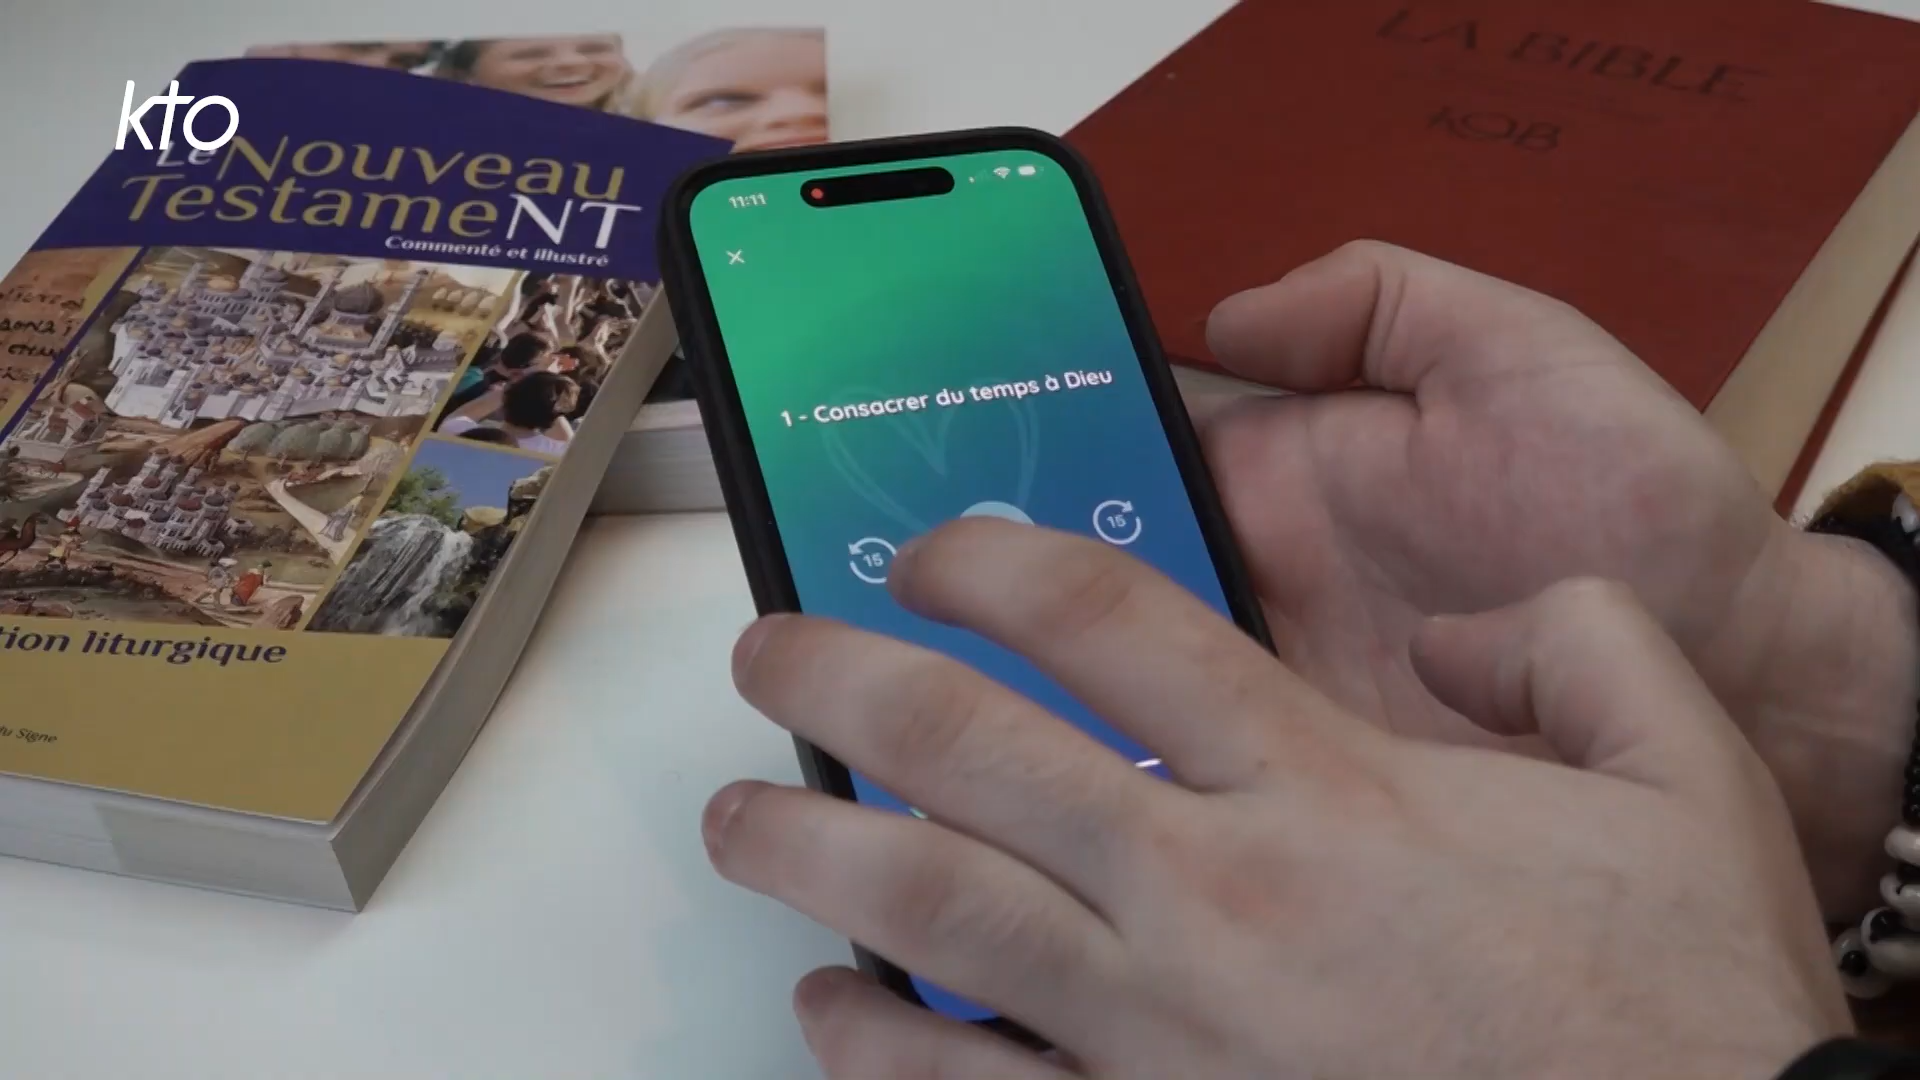 kto
Le Nouveau
TestameNT
Commenté et illustré
tion liturgique
du Signe
LA BIBLE
TOB
11:11
1 - Consacrer du temps à Dieu
15
15